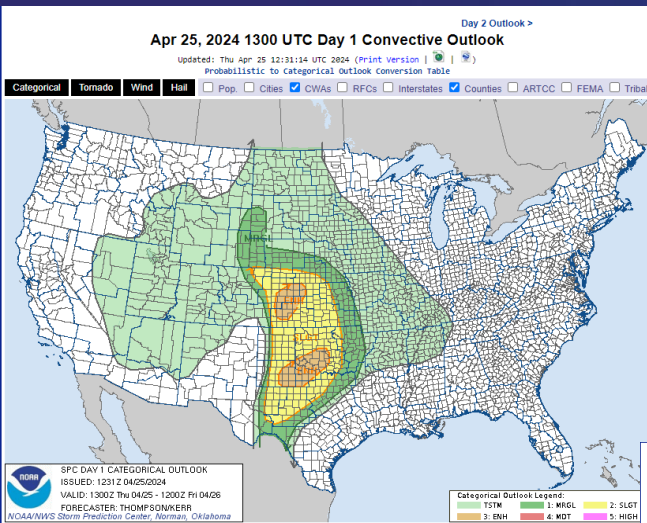 Day 2 Outlook >
Apr 25, 2024 1300 UTC Day 1 Convective Outlook
Updated: Thu Apr 25 12:31:14 UTC 2024 (Print Version | | )
Probabilistic to Categorical Outlook Conversion Table
Categorical Tornado Wind Hail Pop. Cities CWAs RFCs Interstates Counties ARTCC FEMA Tribal
MRGL
SPC DAY 1 CATEGORICAL OUTLOOK
ISSUED: 1231Z 04/25/2024
VALID: 1300Z Thu 04/25 - 1200Z Fri 04/26
FORECASTER: THOMPSON/KERR
NOAA
NOAA/NWS Storm Prediction Center, Norman, Oklahoma
Categorical Outlook Legend:
TSTM 1: MRGL 2: SLGT
3: ENH 4: MDT 5: HIGH